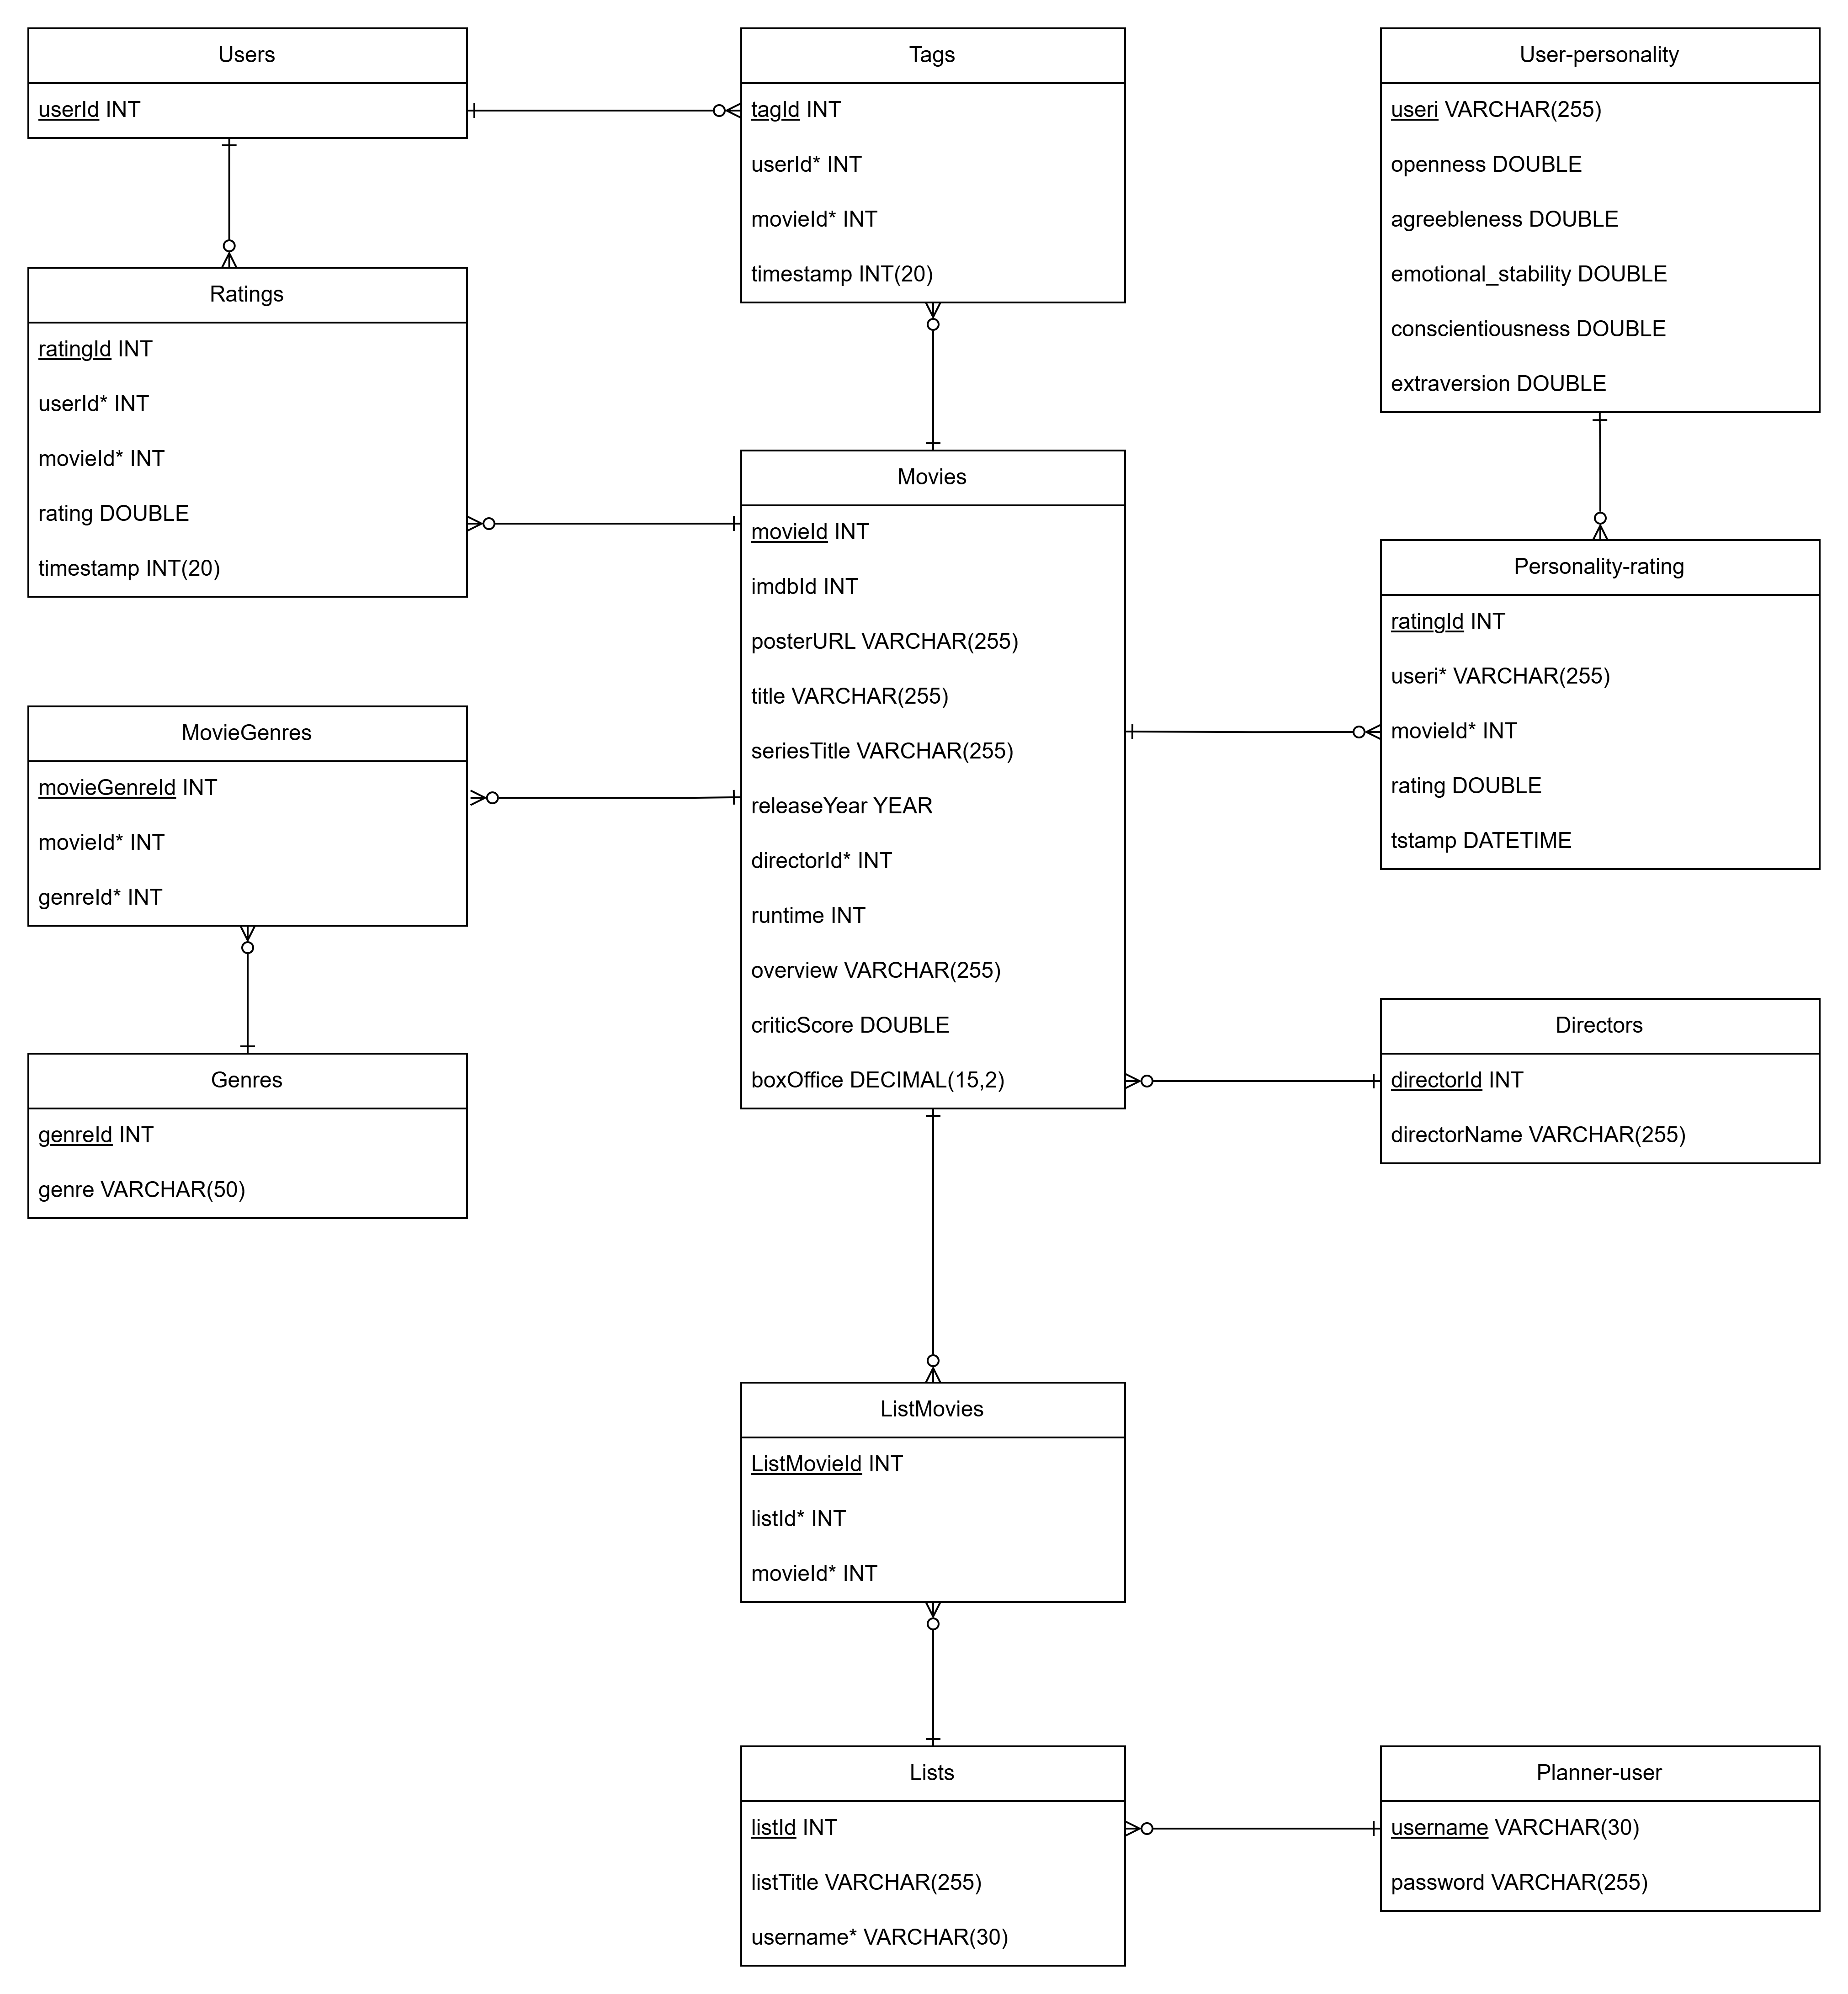 Users
userId INT
Tags
tagId INT
userId* INT
movieId* INT
timestamp INT(20)
User-personality
useri VARCHAR(255)
openness DOUBLE
agreebleness DOUBLE
emotional_stability DOUBLE
conscientiousness DOUBLE
extraversion DOUBLE
Ratings
ratingId INT
userId* INT
movieId* INT
rating DOUBLE
timestamp INT(20)
Movies
movieId INT
imdbId INT
posterURL VARCHAR(255)
title VARCHAR(255)
seriesTitle VARCHAR(255)
releaseYear YEAR
directorId* INT
runtime INT
overview VARCHAR(255)
criticScore DOUBLE
boxOffice DECIMAL(15,2)
Personality-rating
ratingId INT
useri* VARCHAR(255)
movieId* INT
rating DOUBLE
tstamp DATETIME
MovieGenres
movieGenreId INT
movieId* INT
genreId* INT
Directors
directorId INT
directorName VARCHAR(255)
Genres
genreId INT
genre VARCHAR(50)
ListMovies
ListMovieId INT
listId* INT
movieId* INT
Lists
listId INT
listTitle VARCHAR(255)
username* VARCHAR(30)
Planner-user
username VARCHAR(30)
password VARCHAR(255)